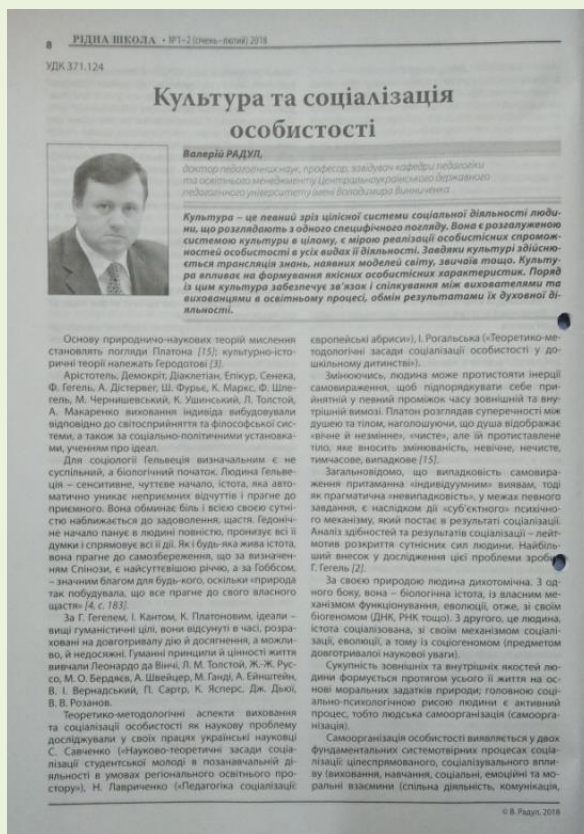 8 РІДНА ШКОЛА • №1–2 (січень–лютий) 2018
УДК 371.124
Культура та соціалізація
особистості
Валерій РАДУЛ,
доктор педагогічних наук, професор, завідувач кафедри педагогіки
та освітнього менеджменту Центральноукраїнського державного
педагогічного університету імені Володимира Винниченка
Культура – це певний зріз цілісної системи соціальної діяльності люди-
ни, що розглядають з одного специфічного погляду. Вона є розгалуженою
системою культури в цілому, є мірою реалізації особистісних спромож-
ностей особистості у усіх видах її діяльності. Завдяки культурі здійсню-
ється трансляція знань, наявних моделей світу, звичаїв тощо. Культу-
ра впливає на формування якісних особистісних характеристик. Поряд
із цим культура забезпечує зв'язок і спілкування між вихователями та
вихованцями в освітньому процесі, обмін результатами їх духовної ді-
яльності.
Основу природничо-наукових теорій мислення
становлять погляди Платона [15]; культурно-істо-
ричні теорії належать Геродотові [3].
Арістотель, Демокріт, Діаклетіан, Епікур, Сенека,
Ф. Гегель, А. Дістервег, Ш. Фурьє, К. Маркс, Ф. Шле-
гель, М. Чернишевський, К. Ушинський, Л. Толстой,
А. Макаренко виховання індивіда вибудовували
відповідно до світосприйняття та філософської сис-
теми, а також за соціально-політичними установка-
ми, ученням про ідеал.
Для соціології Гельвеція визначальним є не
суспільний, а біологічний початок. Людина Гельве-
ція – сенситивне, чуттєве начало, істота, яка авто-
матично уникає неприємних відчуттів і прагне до
приємного. Вона обминає біль і всією своєю сутні-
стю наближається до задоволення, щастя. Гедоніч-
не начало панує в людині повністю, пронизує всі її
думки і спрямовує всі її дії. Як і будь-яка жива істота,
вона прагне до самозбереження, що за визначен-
ням Спінози, є найсуттєвішою річчю, а за Гоббсом,
– значним благом для будь-кого, оскільки «природа
так побудувала, що все прагне до свого власного
щастя» [4, с. 183].
За Г. Гегелем, І. Кантом, К. Платоновим, ідеали –
вищі гуманістичні цілі, вони відсунуті в часі, розра-
ховані на довготривалу дію й досягнення, а можли-
во, й недосяжні. Гуманні принципи й цінності життя
вивчали Леонардо да Вінчі, Л. М. Толстой, Ж.-Ж. Рус-
со, М. О. Бердяєв, А. Швейцер, М. Ганді, А. Ейнштейн,
В. І. Вернадський, П. Сартр, К. Ясперс, Дж. Дьюї,
В. В. Розанов.
Теоретико-методологічні аспекти виховання
та соціалізації особистості як наукову проблему
досліджували у своїх працях українські науковці
С. Савченко («Науково-теоретичні засади соціа-
лізації студентської молоді в позанавчальній ді-
яльності в умовах регіонального освітнього про-
стору»), Н. Лавриченко («Педагогіка соціалізації:
європейські абриси»), І. Рогальська («Теоретико-ме-
тодологічні засади соціалізації особистості у до-
шкільному дитинстві»).
Змінюючись, людина може протистояти інерції
самовираження, щоб підпорядкувати себе при-
йнятній у певний проміжок часу зовнішній та вну-
трішній вимозі. Платон розглядав суперечності між
душею та тілом, наголошуючи, що душа відображає
«вічне й незмінне», «чисте», але їй протиставлене
тіло, яке вносить змінюваність, невічне, нечисте,
тимчасове, випадкове [15].
Загальновідомо, що випадковість самовира-
ження притаманна «індивідуумним» виявам, тоді
як прагматична «невипадковість», у межах певного
завдання, є наслідком дії «суб'єктного» психічно-
го механізму, який постає в результаті соціалізації.
Аналіз здібностей та результатів соціалізації – лейт-
мотив розкриття сутнісних сил людини. Найбіль-
ший внесок у дослідження цієї проблеми зробив
Г. Гегель [2].
За своєю природою людина дихотомічна. З од-
ного боку, вона – біологічна істота, із власним ме-
ханізмом функціонування, еволюції, отже, зі своїм
біогеномом (ДНК, РНК тощо). З другого, це людина,
істота соціалізована, зі своїм механізмом соціалі-
зації, еволюції, а тому із соціогеномом (предметом
довготривалої наукової уваги).
Сукупність зовнішніх та внутрішніх якостей лю-
дини формується протягом усього її життя на ос-
нові моральних задатків природи; головною соці-
ально-психологічною рисою людини є активний
процес, тобто людська самоорганізація (самоорга-
нізація).
Самоорганізація особистості виявляється у двох
фундаментальних системотвірних процесах соціа-
лізації: цілеспрямованого, соціалізувального впли-
ву (виховання, навчання, соціальні, емоційні та мо-
ральні взаємини (спільна діяльність, комунікація,
© В. Радул, 2018